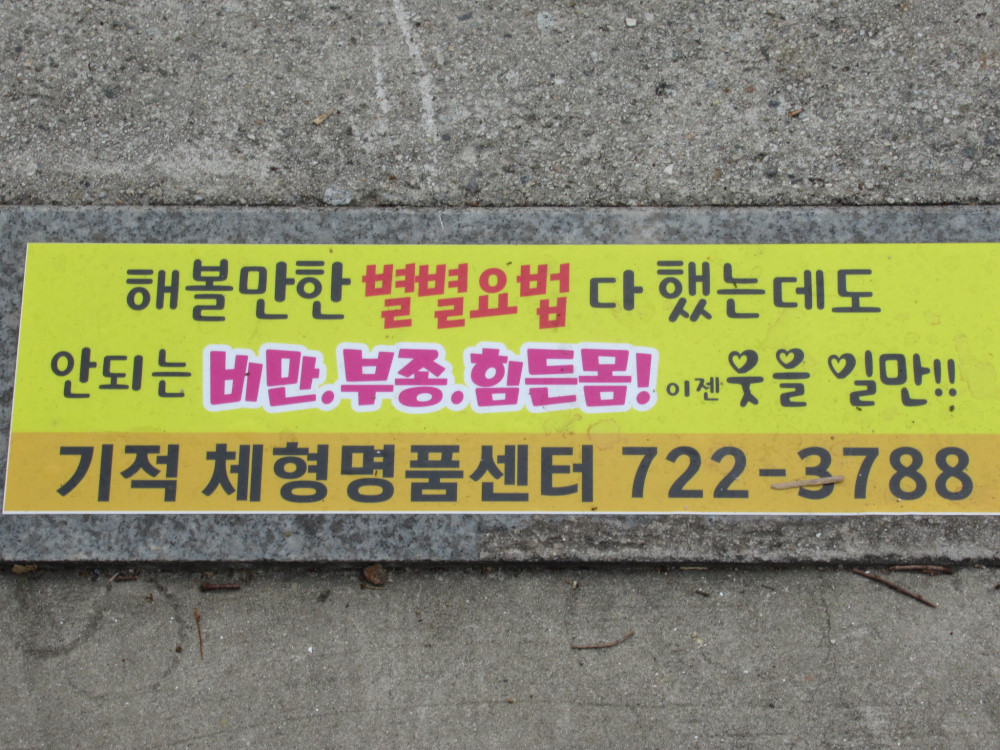 해볼만한 별별요법 다 했는데도
안되는 비만.부종.힘든몸! 이젠 웃을 일만!!
기적 체형명품센터 722-3788